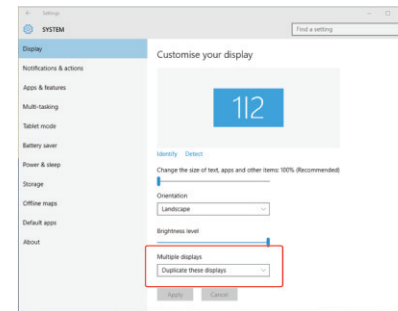 Settings
SYSTEM
Find a setting
Display
Notifications & actions
Apps & features
Multi-tasking
Tablet mode
Battery saver
Power & sleep
Storage
Offline maps
Default apps
About
Customise your display
1|2
Identify Detect
Change the size of text, apps and other items: 100% (Recommended)
Orientation
Landscape
Brightness level
Multiple displays
Duplicate these displays
Apply Cancel